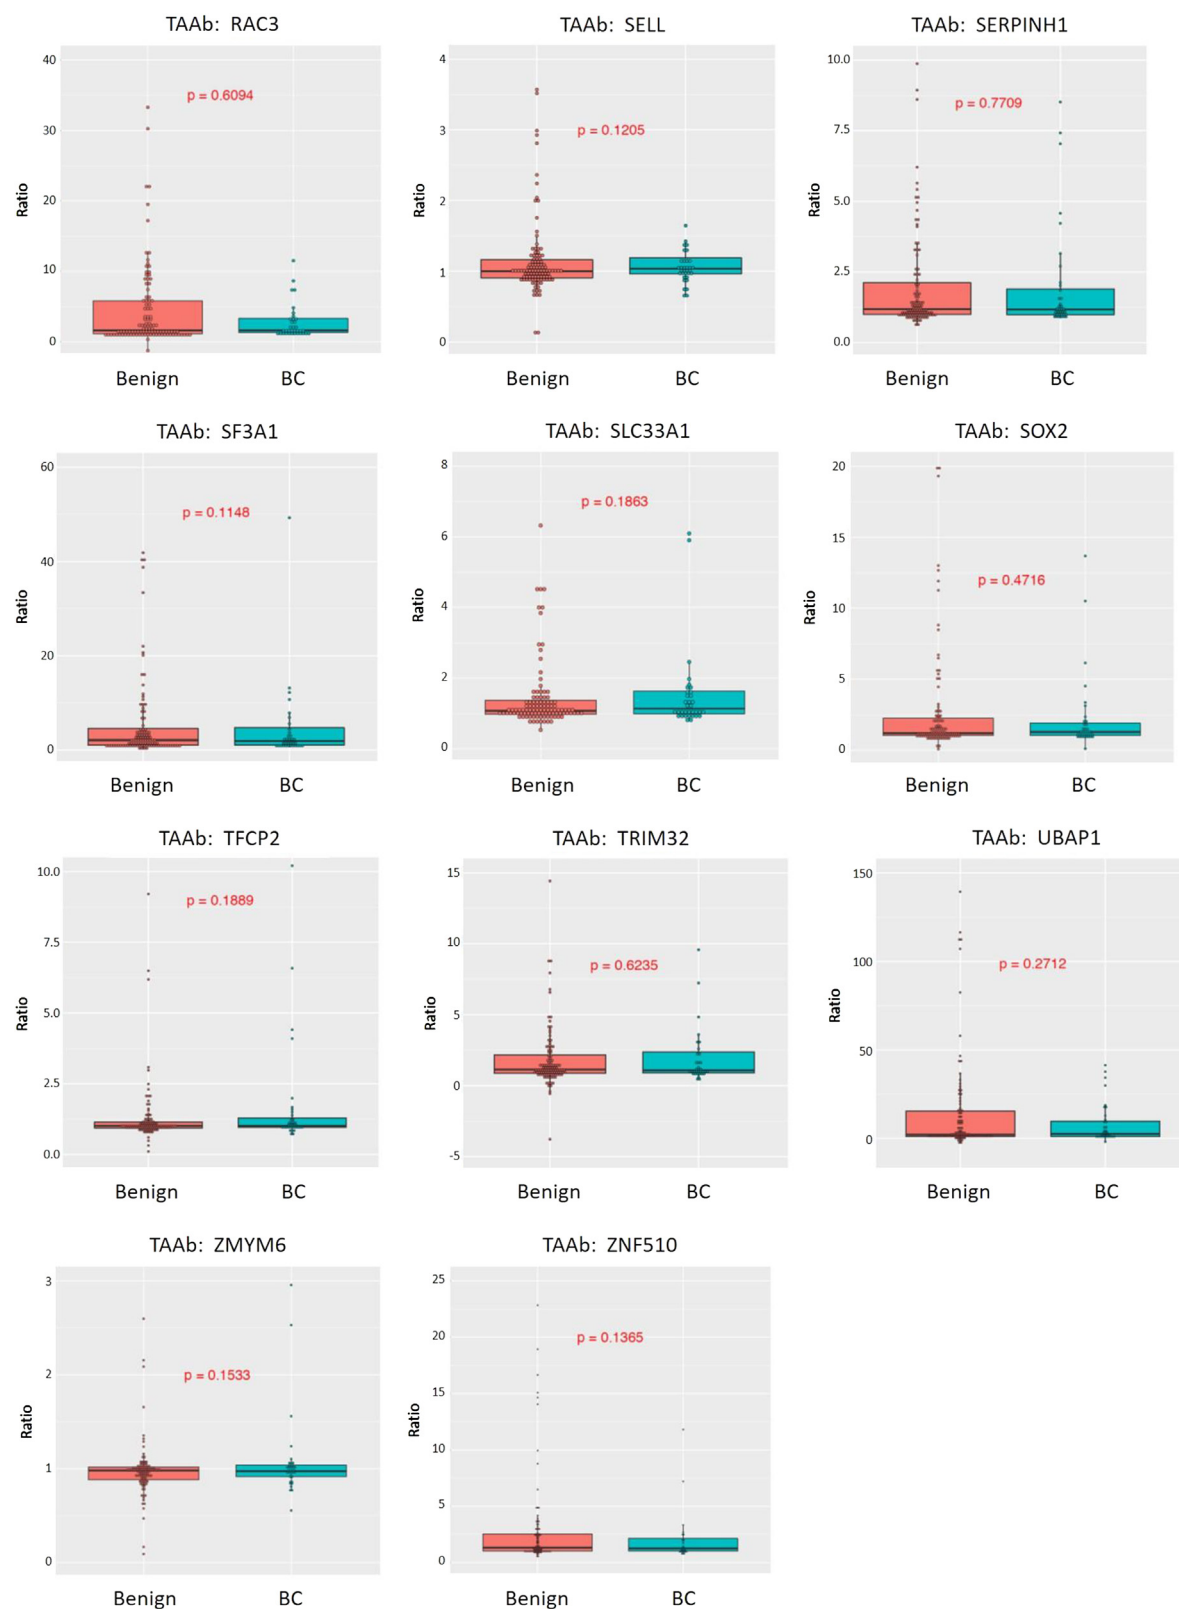 TAAb: RAC3
40
30
20
10
0
Ratio
p = 0.6094
Benign BC
TAAb: SELL
4
3
2
1
0
Ratio
p = 0.1205
Benign BC
TAAb: SERPINH1
10.0
7.5
5.0
2.5
0.0
Ratio
p = 0.7709
Benign BC
TAAb: SF3A1
60
40
20
0
Ratio
p = 0.1148
Benign BC
TAAb: SLC33A1
8
6
4
2
0
Ratio
p = 0.1863
Benign BC
TAAb: SOX2
20
15
10
5
0
Ratio
p = 0.4716
Benign BC
TAAb: TFCP2
10.0
7.5
5.0
2.5
0.0
Ratio
p = 0.1889
Benign BC
TAAb: TRIM32
15
10
5
0
-5
Ratio
p = 0.6235
Benign BC
TAAb: UBAP1
150
100
50
0
Ratio
p = 0.2712
Benign BC
TAAb: ZMYM6
3
2
1
0
Ratio
p = 0.1533
Benign BC
TAAb: ZNF510
25
20
15
10
5
0
Ratio
p = 0.1365
Benign BC